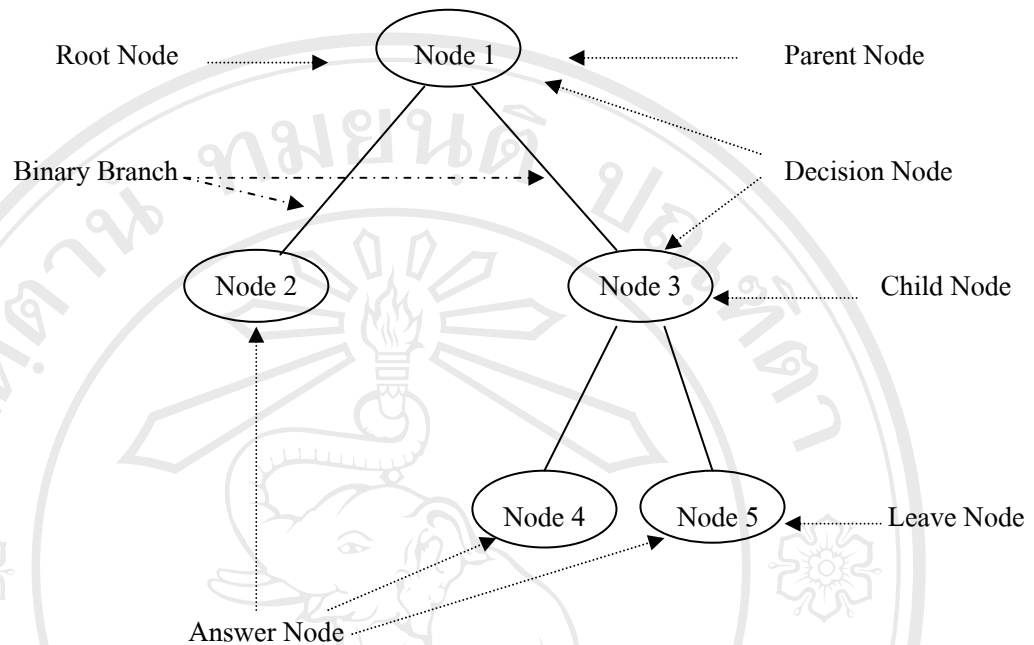 Root Node
Node 1
Parent Node
Binary Branch
Decision Node
Node 2
Node 3
Child Node
Node 4
Node 5
Leave Node
Answer Node